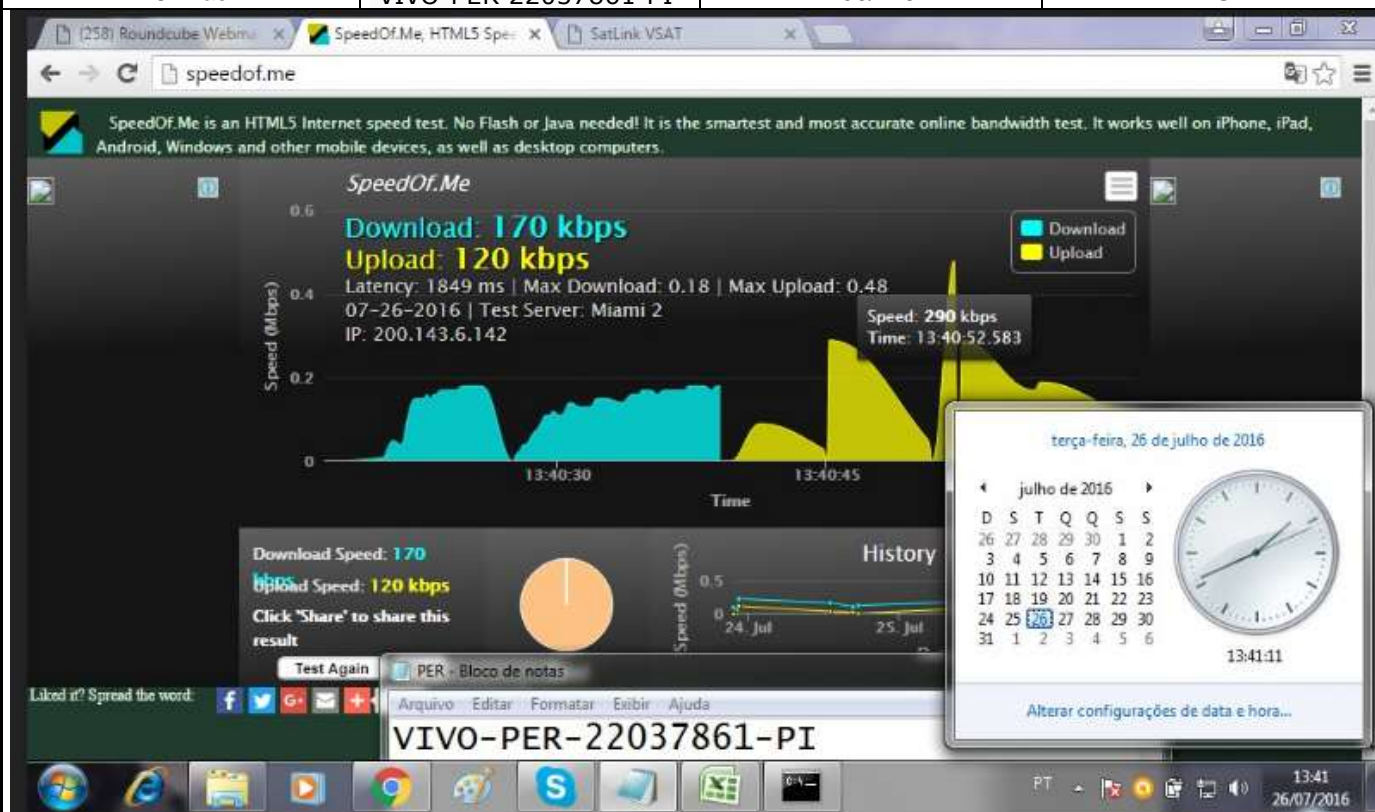 VIVO-PER-22037861-PI
(258) Roundcube Webma
SpeedOf.Me, HTML5 Spe
SatLink VSAT
speedof.me
SpeedOf.Me is an HTML5 Internet speed test. No Flash or Java needed! It is the smartest and most accurate online bandwidth test. It works well on iPhone, iPad,
Android, Windows and other mobile devices, as well as desktop computers.
SpeedOf.Me
Download: 170 kbps
Upload: 120 kbps
Latency: 1849 ms | Max Download: 0.18 | Max Upload: 0.48
07-26-2016 | Test Server: Miami 2
IP: 200.143.6.142
Download
Upload
Speed: 290 kbps
Time: 13:40:52.583
Speed (Mbps)
0.6
0.4
0.2
0
13:40:30
13:40:45
Time
Download Speed: 170
kbps
Upload Speed: 120 kbps
Click 'Share' to share this
result
Test Again
History
Speed (Mbps)
0.5
0
24. Jul
25. Jul
terça-feira, 26 de julho de 2016
julho de 2016
D S T Q Q S S
26 27 28 29 30 1 2
3 4 5 6 7 8 9
10 11 12 13 14 15 16
17 18 19 20 21 22 23
24 25 26 27 28 29 30
31 1 2 3 4 5 6
13:41:11
Alterar configurações de data e hora...
Liked it? Spread the word:
PER - Bloco de notas
Arquivo Editar Formatar Exibir Ajuda
VIVO-PER-22037861-PI
PT
13:41
26/07/2016